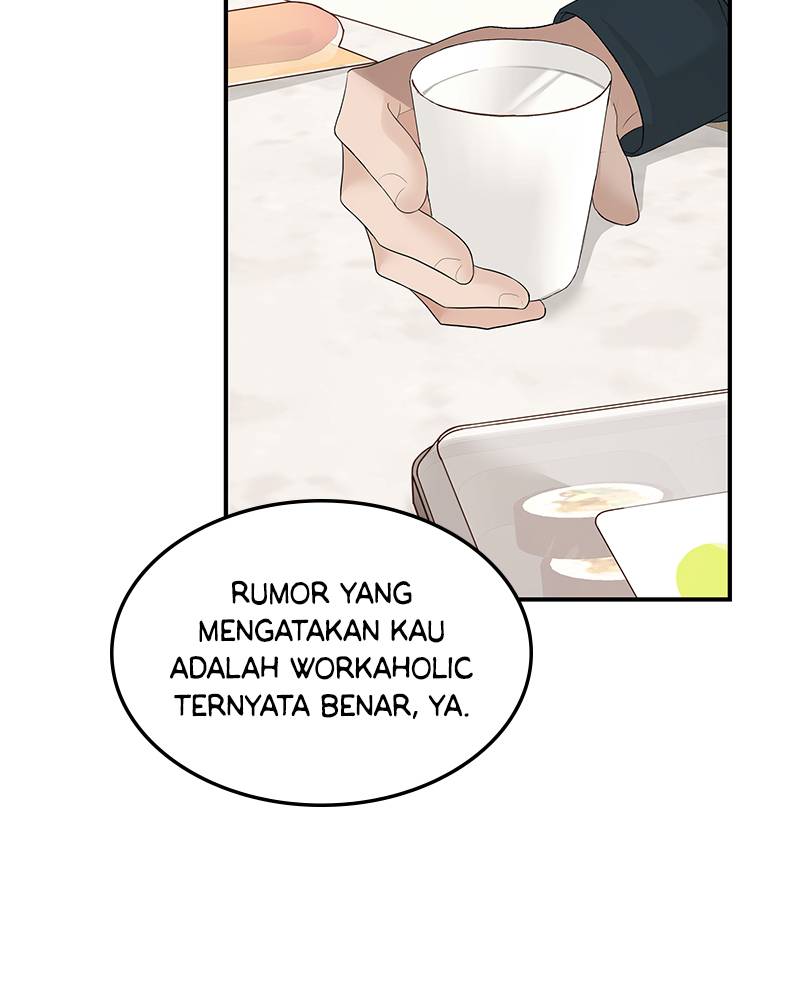 RUMOR YANG
MENGATAKAN KAU
ADALAH WORKAHOLIC
TERNYATA BENAR, YA.